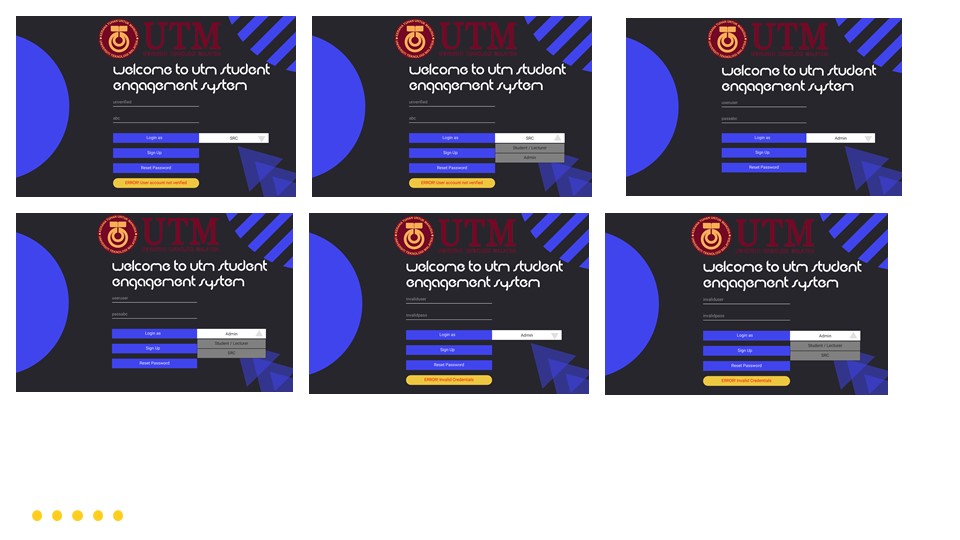 UTM
Welcome to utm student
engagement system
unverified
abc
Login as
SRC
Sign Up
Reset Password
ERROR! User account not verified
UTM
Welcome to utm student
engagement system
unverified
abc
Login as
SRC
Student / Lecturer
Sign Up
Admin
Reset Password
ERROR! User account not verified
UTM
Welcome to utm student
engagement system
useruser
passabc
Login as
Admin
Sign Up
Reset Password
UTM
Welcome to utm student
engagement system
useruser
passabc
Login as
Admin
Student / Lecturer
Sign Up
SRC
Reset Password
UTM
Welcome to utm student
engagement system
invaliduser
invalidpass
Login as
Admin
Sign Up
Reset Password
ERROR! Invalid Credentials
UTM
Welcome to utm student
engagement system
invaliduser
invalidpass
Login as
Admin
Student / Lecturer
Sign Up
SRC
Reset Password
ERROR! Invalid Credentials